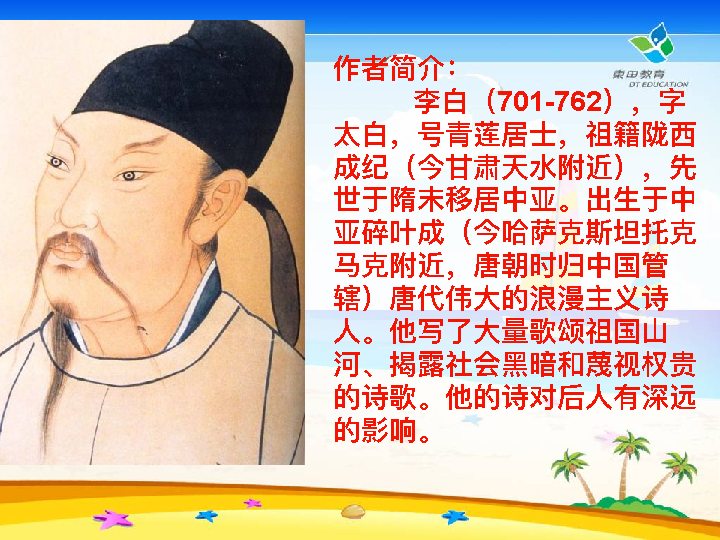 作者简介：
李白（701-762），字
太白，号青莲居士，祖籍陇西
成纪（今甘肃天水附近），先
世于隋末移居中亚。出生于中
亚碎叶成（今哈萨克斯坦托克
马克附近，唐朝时归中国管
辖）唐代伟大的浪漫主义诗
人。他写了大量歌颂祖国山
河、揭露社会黑暗和蔑视权贵
的诗歌。他的诗对后人有深远
的影响。
東田教育
DT EDUCATION